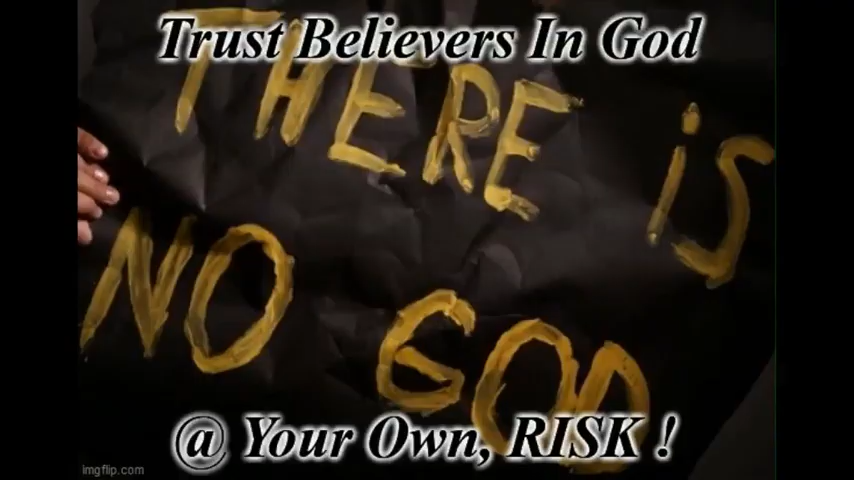 Trust Believers In God
THERE iS
NO GOD
@ Your Own, RISK !
imgflip.com